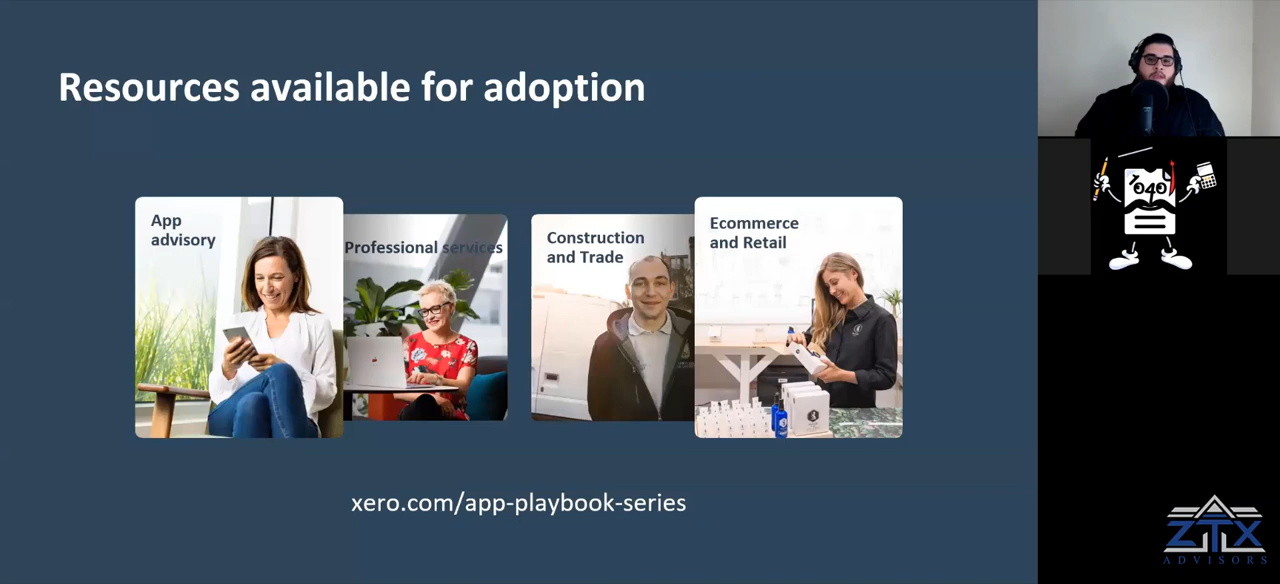 Resources available for adoption
App
advisory
Professional services
Construction
and Trade
Ecommerce
and Retail
xero.com/app-playbook-series
1040
ZTX
ADVISORS